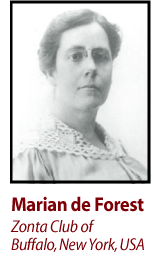 Marian de Forest
Zonta Club of
Buffalo, New York, USA